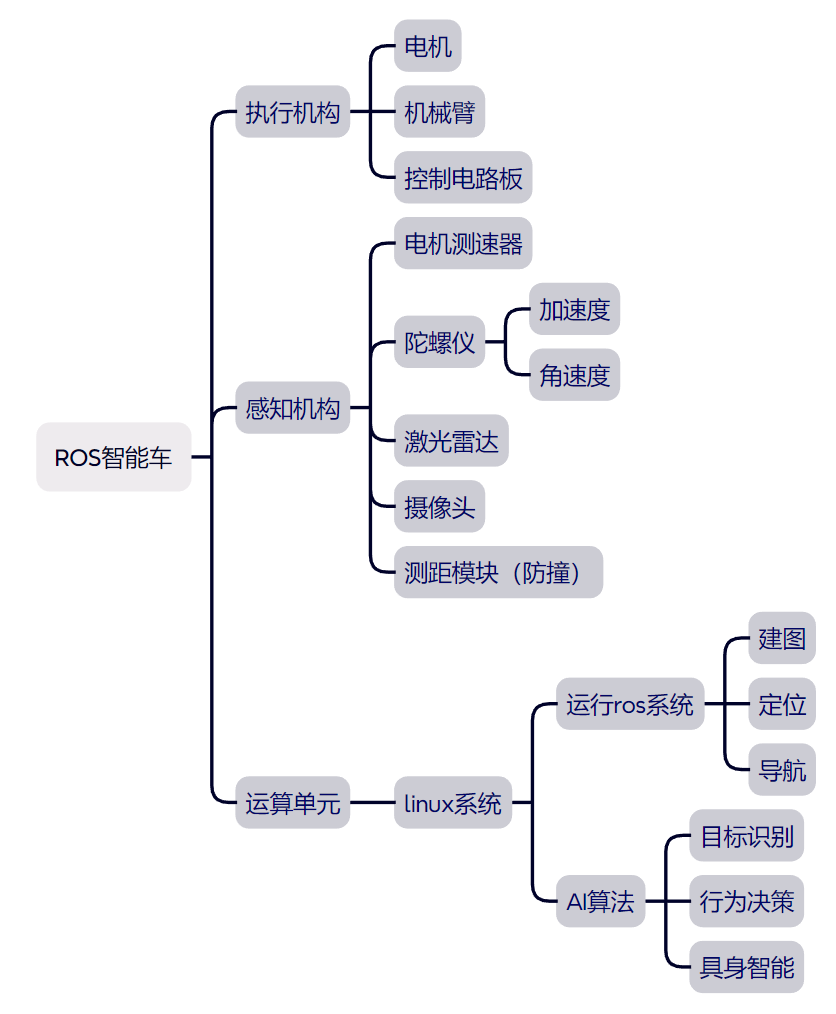 电机
执行机构
机械臂
控制电路板
电机测速器
加速度
陀螺仪
角速度
感知机构
激光雷达
ROS智能车
摄像头
测距模块（防撞）
建图
运行ros系统
定位
导航
运算单元
linux系统
目标识别
AI算法
行为决策
具身智能